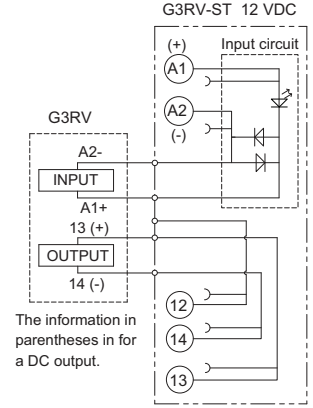 G3RV-ST 12 VDC
(+)
Input circuit
A1
A2
(-)
G3RV
A2-
INPUT
A1+
13 (+)
OUTPUT
14 (-)
12
14
13
The information in
parentheses in for
a DC output.